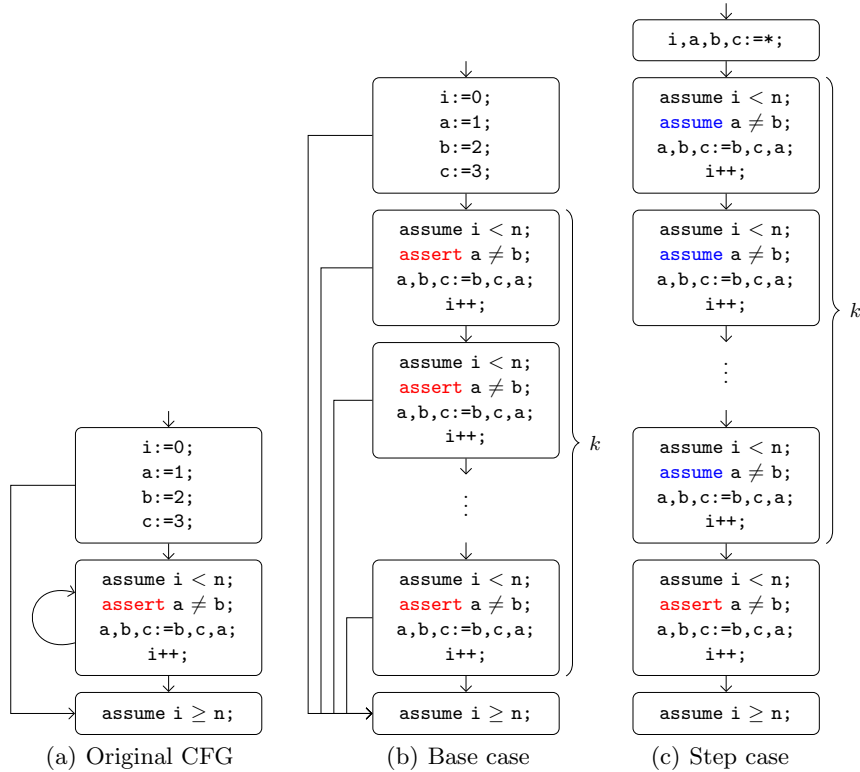 i:=0;
a:=1;
b:=2;
c:=3;
assume i < n;
assert a ≠ b;
a,b,c:=b,c,a;
i++;
assume i ≥ n;
(a) Original CFG
i:=0;
a:=1;
b:=2;
c:=3;
assume i < n;
assert a ≠ b;
a,b,c:=b,c,a;
i++;
assume i < n;
assert a ≠ b;
a,b,c:=b,c,a;
i++;
⋮
assume i < n;
assert a ≠ b;
a,b,c:=b,c,a;
i++;
k
assume i ≥ n;
(b) Base case
i,a,b,c:=*;
assume i < n;
assume a ≠ b;
a,b,c:=b,c,a;
i++;
assume i < n;
assume a ≠ b;
a,b,c:=b,c,a;
i++;
⋮
assume i < n;
assume a ≠ b;
a,b,c:=b,c,a;
i++;
k
assume i < n;
assert a ≠ b;
a,b,c:=b,c,a;
i++;
assume i ≥ n;
(c) Step case